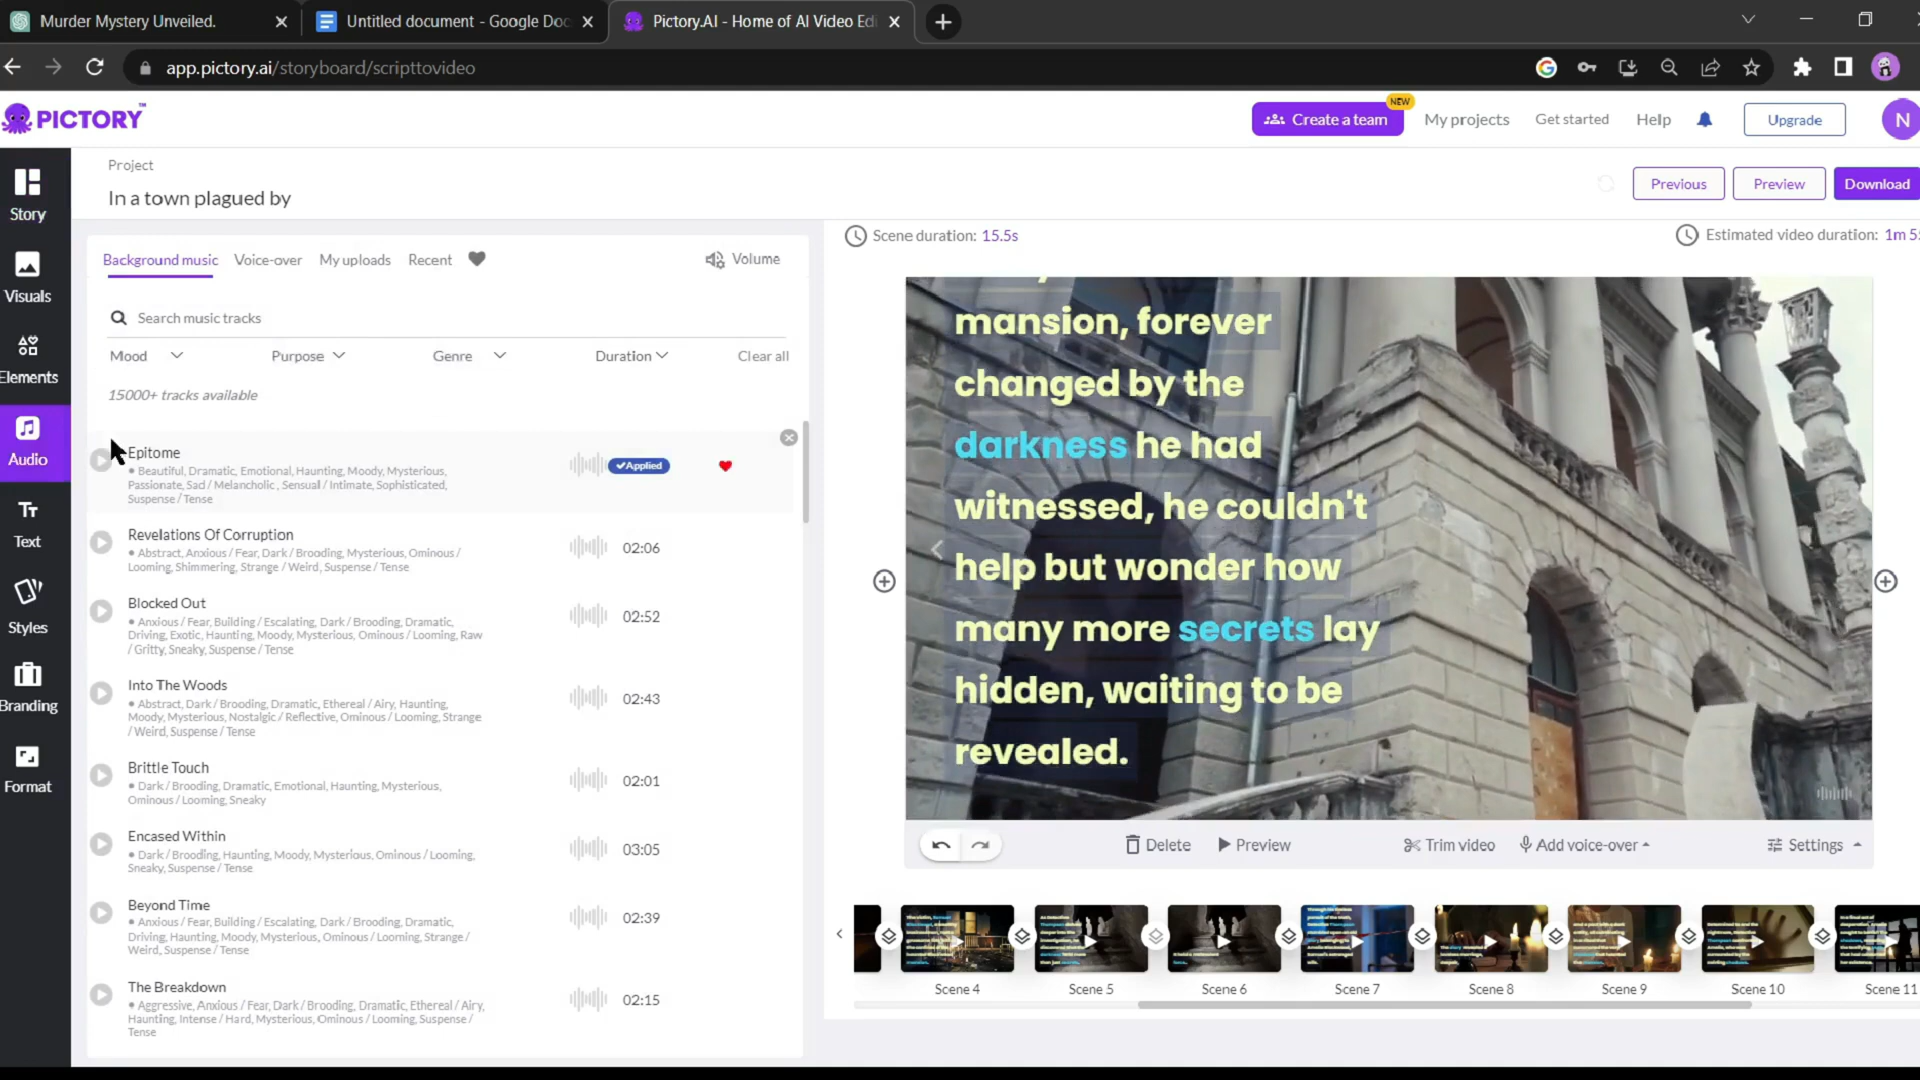 Murder Mystery Unveiled.
Untitled document - Google Doc
Pictory.AI - Home of AI Video Edi
app.pictory.ai/storyboard/scripttovideo
PICTORY™
NEW
Create a team
My projects
Get started
Help
Upgrade
N
Project
In a town plagued by
Previous
Preview
Download
Story
Visuals
Elements
Audio
Text
Styles
Branding
Format
Background music
Voice-over
My uploads
Recent
Volume
Search music tracks
Mood
Purpose
Genre
Duration
Clear all
15000+ tracks available
Epitome
• Beautiful, Dramatic, Emotional, Haunting, Moody, Mysterious,
Passionate, Sad / Melancholic , Sensual / Intimate, Sophisticated,
Suspense / Tense
Applied
Revelations Of Corruption
• Abstract, Anxious / Fear, Dark / Brooding, Mysterious, Ominous /
Looming, Shimmering, Strange / Weird, Suspense / Tense
02:06
Blocked Out
• Anxious / Fear, Building / Escalating, Dark / Brooding, Dramatic,
Driving, Exotic, Haunting, Moody, Mysterious, Ominous / Looming, Raw
/ Gritty, Sneaky, Suspense / Tense
02:52
Into The Woods
• Abstract, Dark / Brooding, Dramatic, Ethereal / Airy, Haunting,
Moody, Mysterious, Nostalgic / Reflective, Ominous / Looming, Strange
/ Weird, Suspense / Tense
02:43
Brittle Touch
• Dark / Brooding, Dramatic, Emotional, Haunting, Mysterious,
Ominous / Looming, Sneaky
02:01
Encased Within
• Dark / Brooding, Haunting, Moody, Mysterious, Ominous / Looming,
Sneaky, Suspense / Tense
03:05
Beyond Time
• Anxious / Fear, Building / Escalating, Dark / Brooding, Dramatic,
Driving, Haunting, Moody, Mysterious, Ominous / Looming, Strange /
Weird, Suspense / Tense
02:39
The Breakdown
• Aggressive, Anxious / Fear, Dark / Brooding, Dramatic, Ethereal / Airy,
Haunting, Intense / Hard, Mysterious, Ominous / Looming, Suspense /
Tense
02:15
Scene duration: 15.5s
Estimated video duration: 1m 5
mansion, forever
changed by the
darkness he had
witnessed, he couldn't
help but wonder how
many more secrets lay
hidden, waiting to be
revealed.
Delete
Preview
Trim video
Add voice-over
Settings
Scene 4
Scene 5
Scene 6
Scene 7
Scene 8
Scene 9
Scene 10
Scene 11